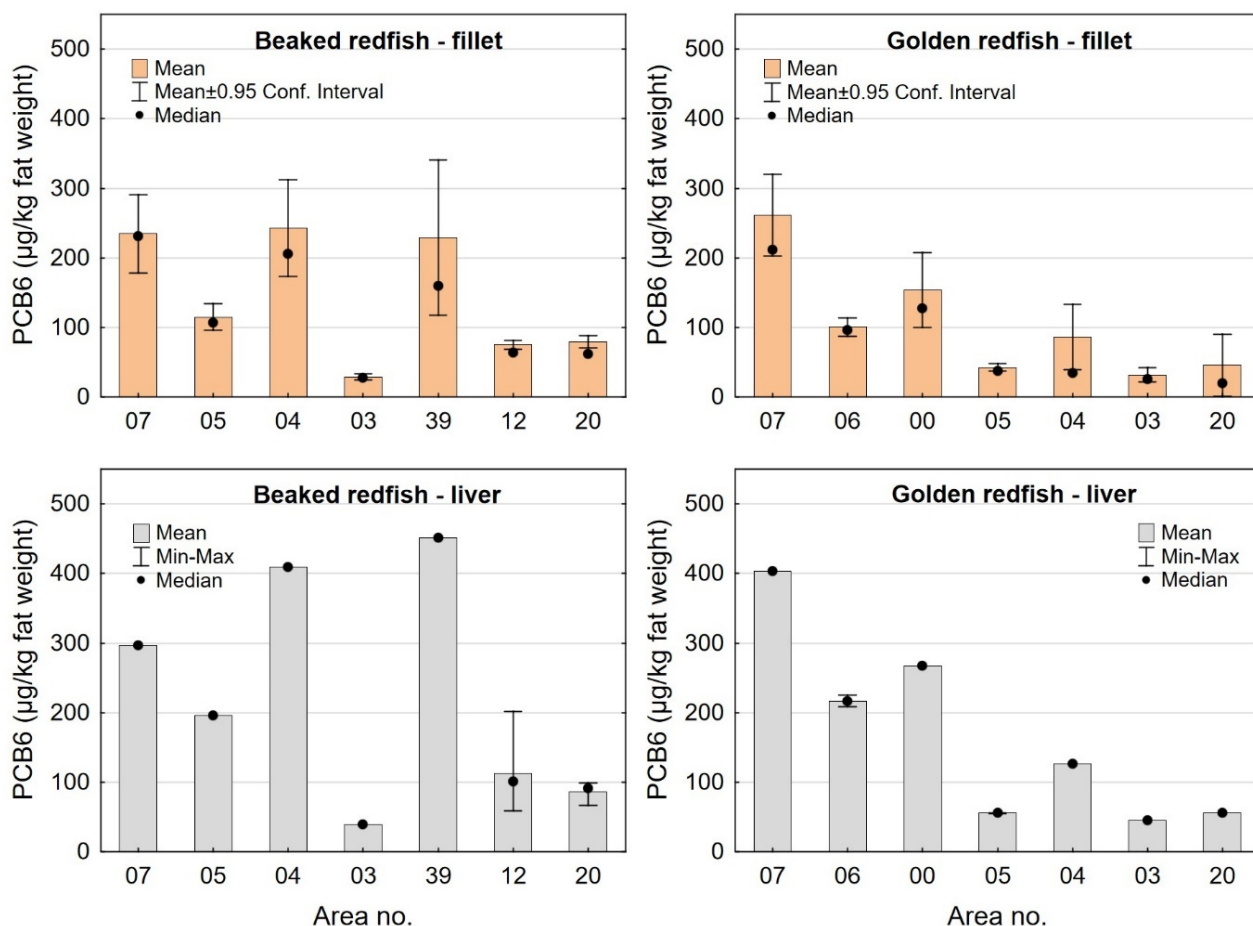 Beaked redfish - fillet
Mean
Mean±0.95 Conf. Interval
Median
PCB6 (µg/kg fat weight)
500
400
300
200
100
0
07 05 04 03 39 12 20
Golden redfish - fillet
Mean
Mean±0.95 Conf. Interval
Median
PCB6 (µg/kg fat weight)
500
400
300
200
100
0
07 06 00 05 04 03 20
Beaked redfish - liver
Mean
Min-Max
Median
PCB6 (µg/kg fat weight)
500
400
300
200
100
0
07 05 04 03 39 12 20
Area no.
Golden redfish - liver
Mean
Min-Max
Median
PCB6 (µg/kg fat weight)
500
400
300
200
100
0
07 06 00 05 04 03 20
Area no.